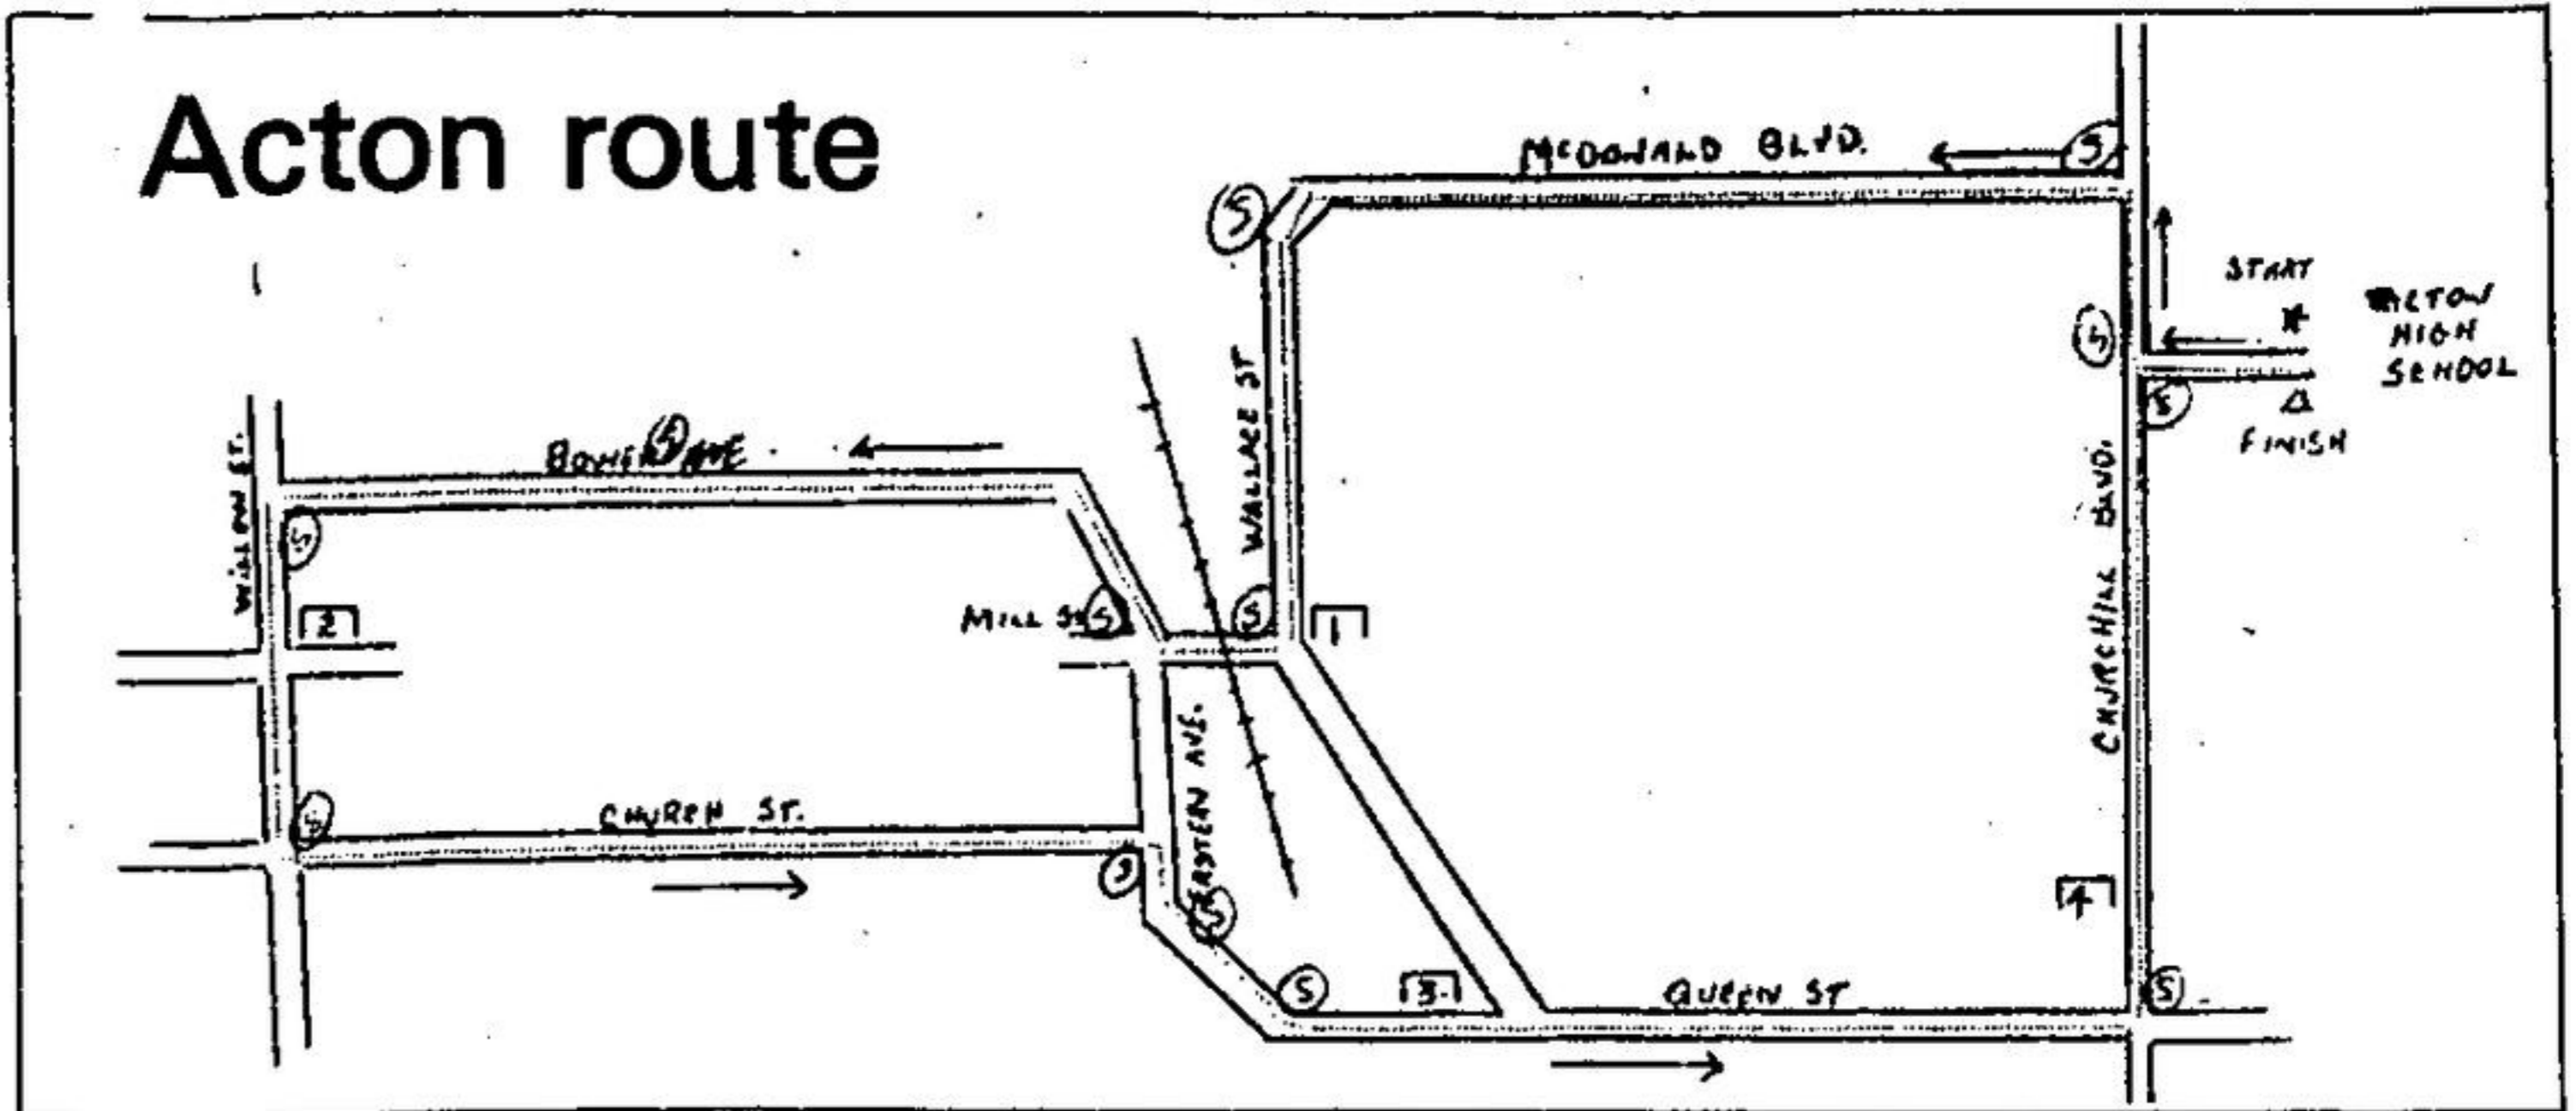 Acton route
McDONALD BLVD.
S
S
START
ACTON
HIGH
SCHOOL
S
S
FINISH
WALLACE ST
AVE
S
WILLOW ST.
S
CHURCHILL BLVD.
2
MILL ST
S
S
1
EASTERN AVE.
CHURCH ST.
S
S
S
4
S
3
QUEEN ST
S